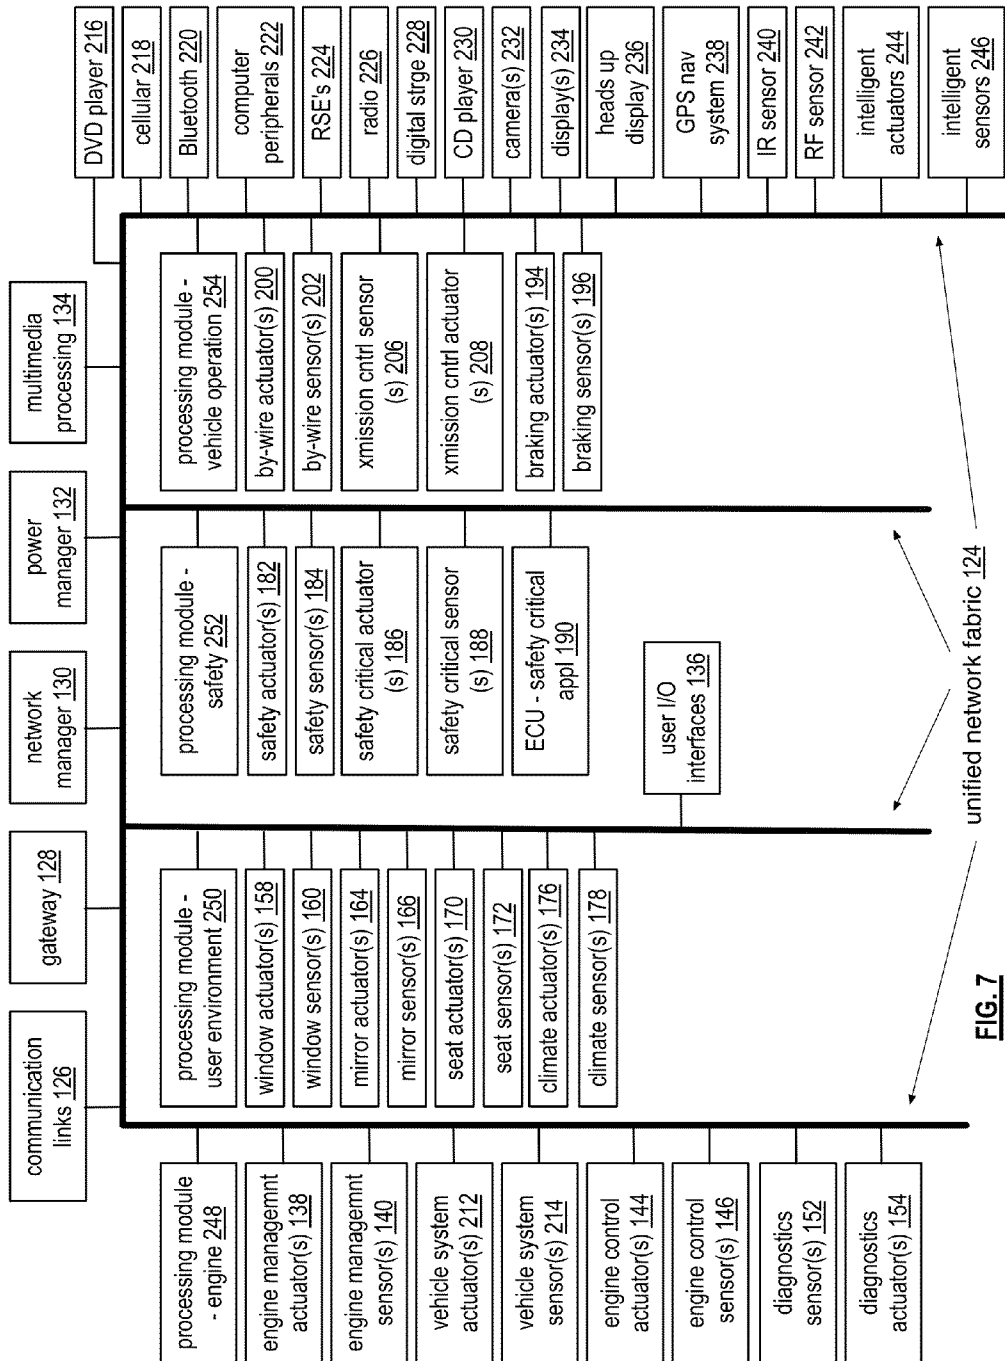 communication
links 126
gateway 128
network
manager 130
power
manager 132
multimedia
processing 134
processing module
- engine 248
engine managemnt
actuator(s) 138
engine managemnt
sensor(s) 140
vehicle system
actuator(s) 212
vehicle system
sensor(s) 214
engine control
actuator(s) 144
engine control
sensor(s) 146
diagnostics
sensor(s) 152
diagnostics
actuator(s) 154
processing module -
user environment 250
window actuator(s) 158
window sensor(s) 160
mirror actuator(s) 164
mirror sensor(s) 166
seat actuator(s) 170
seat sensor(s) 172
climate actuator(s) 176
climate sensor(s) 178
processing module -
safety 252
safety actuator(s) 182
safety sensor(s) 184
safety critical actuator
(s) 186
safety critical sensor
(s) 188
ECU - safety critical
appl 190
user I/O
interfaces 136
processing module -
vehicle operation 254
by-wire actuator(s) 200
by-wire sensor(s) 202
xmission cntrl sensor
(s) 206
xmission cntrl actuator
(s) 208
braking actuator(s) 194
braking sensor(s) 196
DVD player 216
cellular 218
Bluetooth 220
computer
peripherals 222
RSE's 224
radio 226
digital strge 228
CD player 230
camera(s) 232
display(s) 234
heads up
display 236
GPS nav
system 238
IR sensor 240
RF sensor 242
intelligent
actuators 244
intelligent
sensors 246
unified network fabric 124
FIG. 7